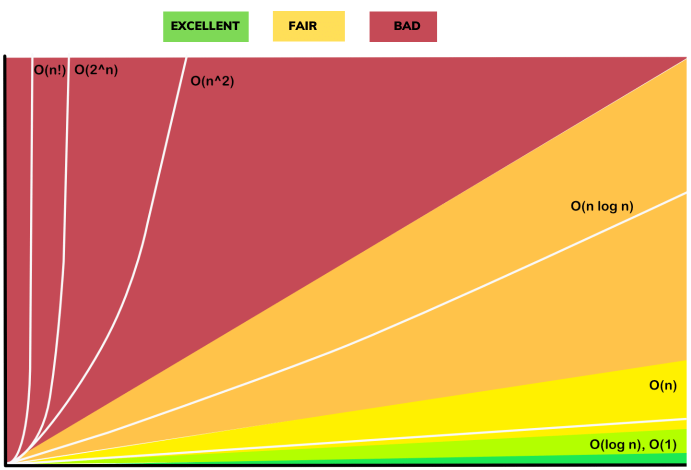 EXCELLENT
FAIR
BAD
O(n!)
O(2^n)
O(n^2)
O(n log n)
O(n)
O(log n), O(1)